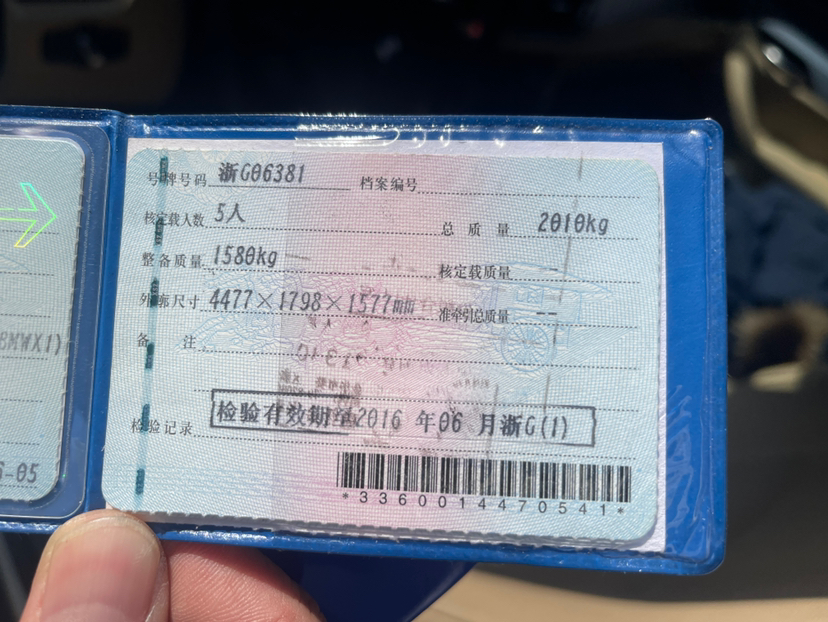 号牌号码 浙G06381 档案编号
核定载人数 5人 总质量 2010kg
整备质量 1580kg 核定载质量 --
外廓尺寸 4477×1798×1577mm 准牵引总质量 --
备注
检验记录 检验有效期至2016年06月浙G(1)
*3360014470541*
6-05